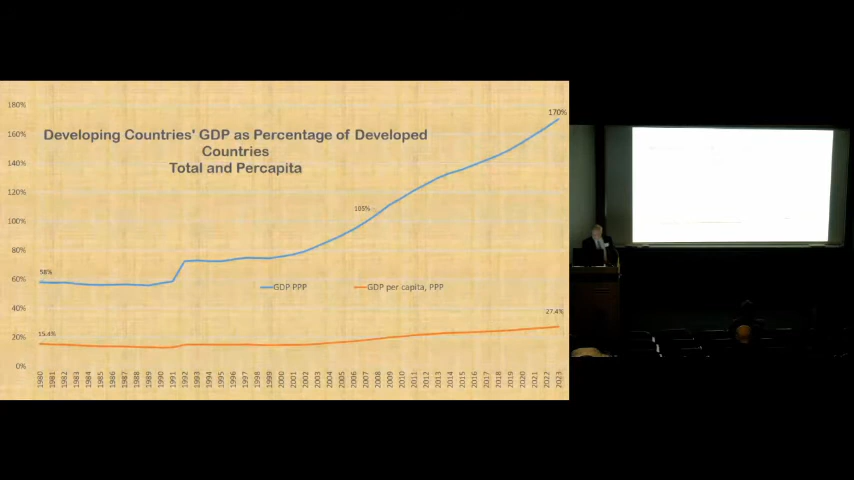 180%
170%
Developing Countries' GDP as Percentage of Developed
Countries
Total and Percapita
160%
140%
120%
105%
100%
80%
58%
60%
GDP PPP
GDP per capita, PPP
40%
27.4%
15.4%
20%
0%
1980 1981 1982 1983 1984 1985 1986 1987 1988 1989 1990 1991 1992 1993 1994 1995 1996 1997 1998 1999 2000 2001 2002 2003 2004 2005 2006 2007 2008 2009 2010 2011 2012 2013 2014 2015 2016 2017 2018 2019 2020 2021 2022 2023